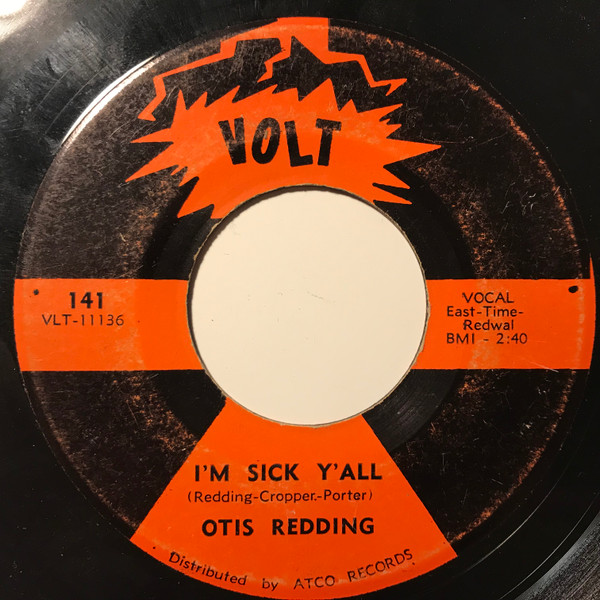 VOLT
141
VLT-11136
VOCAL
East-Time-
Redwal
BMI - 2:40
I'M SICK Y'ALL
(Redding-Cropper.-Porter)
OTIS REDDING
Distributed by ATCO RECORDS